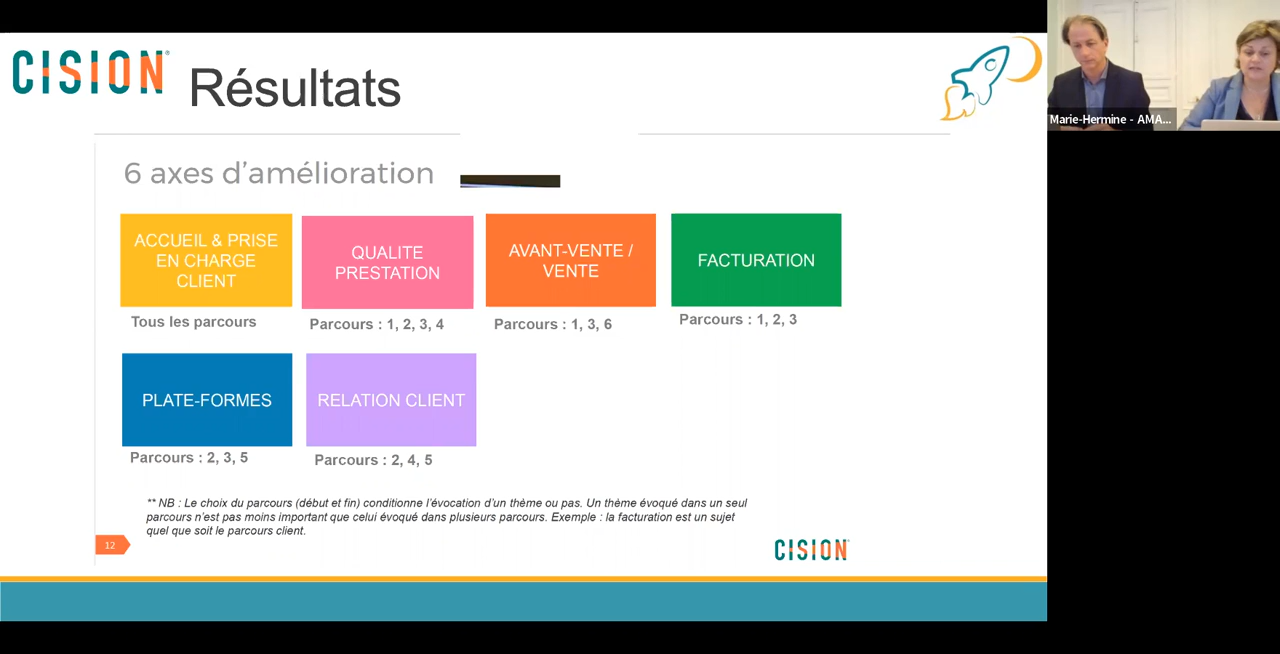 CISION®
Résultats
Marie-Hermine - AMA...
6 axes d’amélioration
ACCUEIL & PRISE
EN CHARGE
CLIENT
Tous les parcours
QUALITE
PRESTATION
Parcours : 1, 2, 3, 4
AVANT-VENTE /
VENTE
Parcours : 1, 3, 6
FACTURATION
Parcours : 1, 2, 3
PLATE-FORMES
Parcours : 2, 3, 5
RELATION CLIENT
Parcours : 2, 4, 5
** NB : Le choix du parcours (début et fin) conditionne l’évocation d’un thème ou pas. Un thème évoqué dans un seul
parcours n’est pas moins important que celui évoqué dans plusieurs parcours. Exemple : la facturation est un sujet
quel que soit le parcours client.
12
CISION®